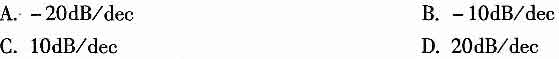 A. －20dB/dec B. －10dB/dec
C. 10dB/dec D. 20dB/dec